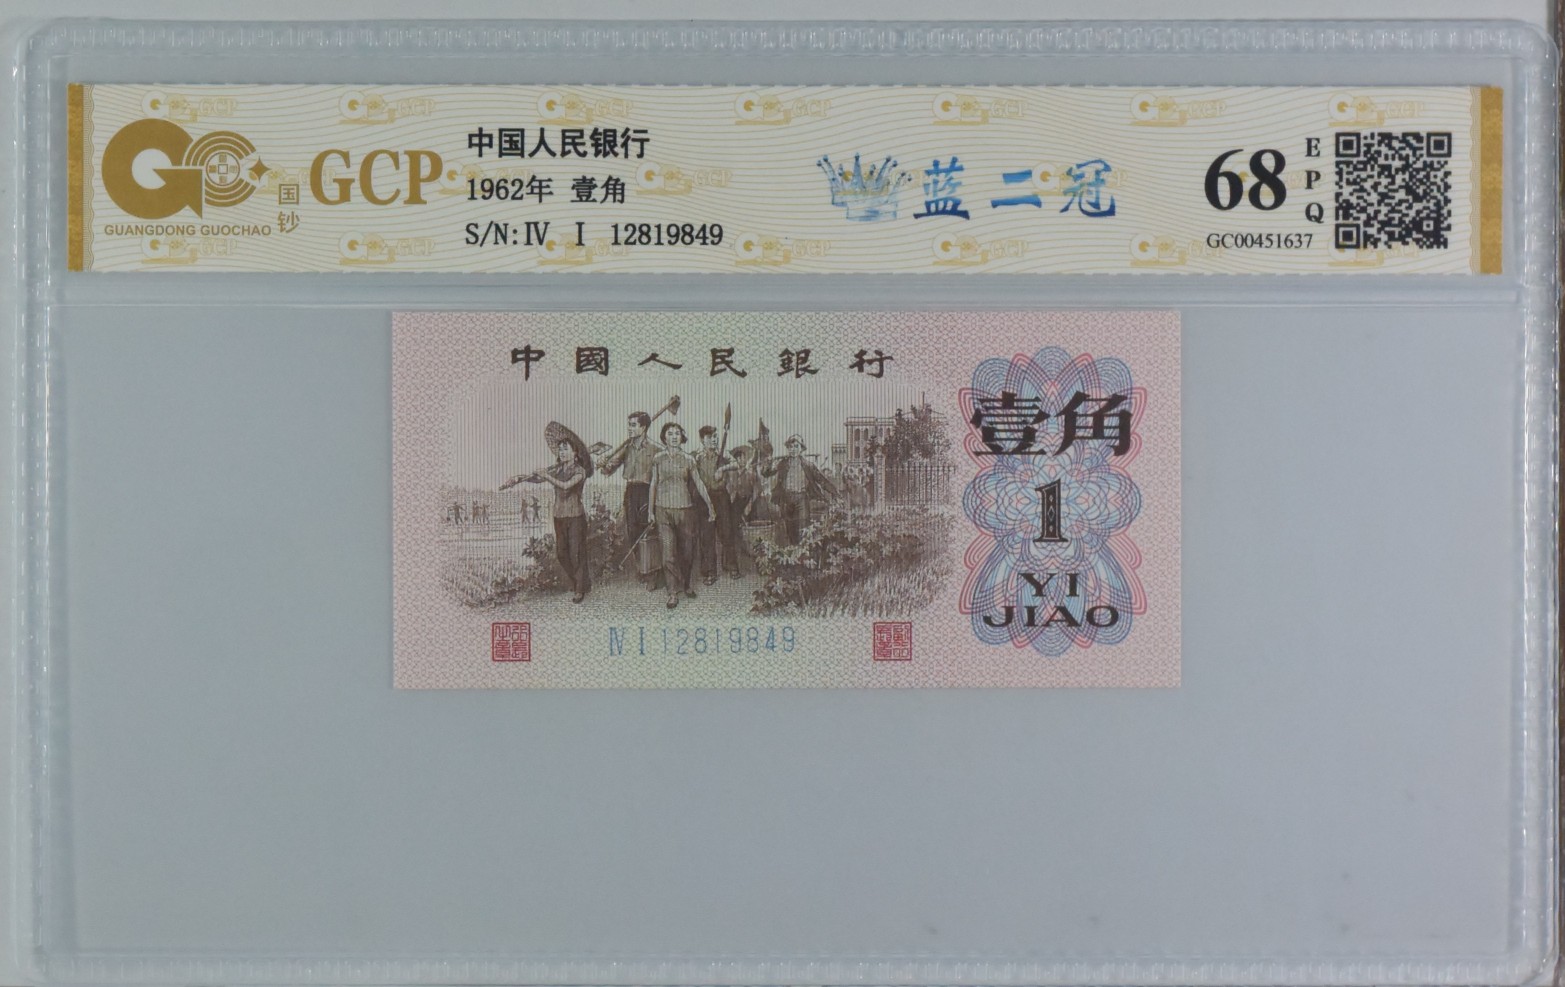 GCP
GUANGDONG GUOCHAO
国钞
中国人民银行
1962年 壹角
S/N:Ⅳ Ⅰ 12819849
蓝二冠
68
EPQ
GC00451637
中國人民銀行
壹角
1
YI
JIAO
Ⅳ Ⅰ 12819849